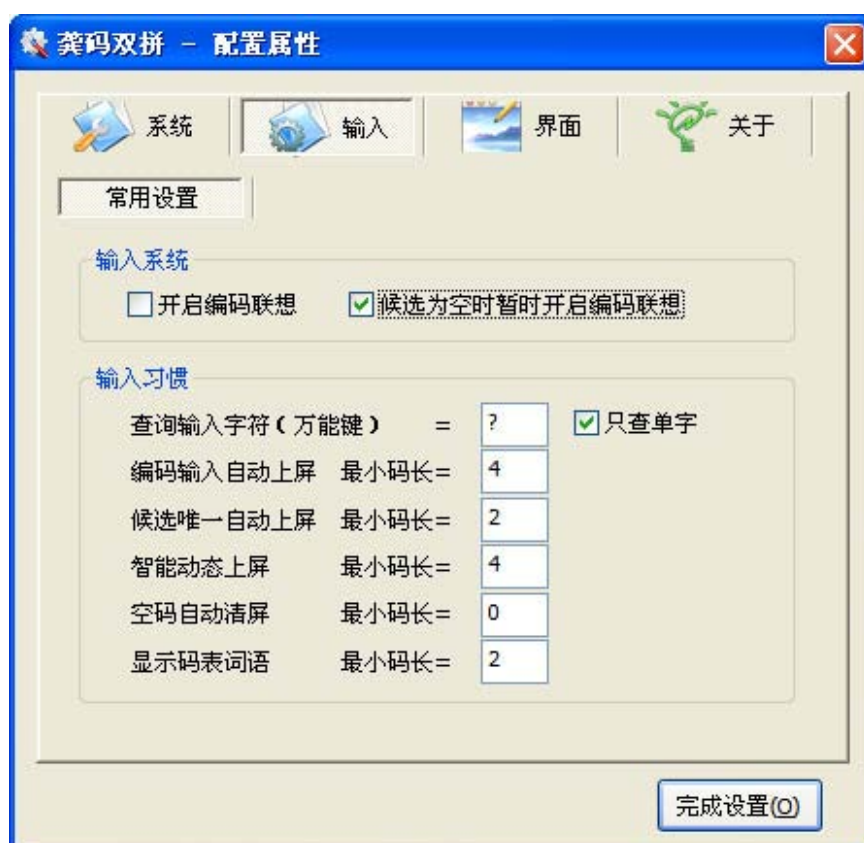 龚码双拼 - 配置属性
系统 输入 界面 关于
常用设置
输入系统
开启编码联想 候选为空时暂时开启编码联想
输入习惯
查询输入字符(万能键) = ? 只查单字
编码输入自动上屏 最小码长= 4
候选唯一自动上屏 最小码长= 2
智能动态上屏 最小码长= 4
空码自动清屏 最小码长= 0
显示码表词语 最小码长= 2
完成设置(O)